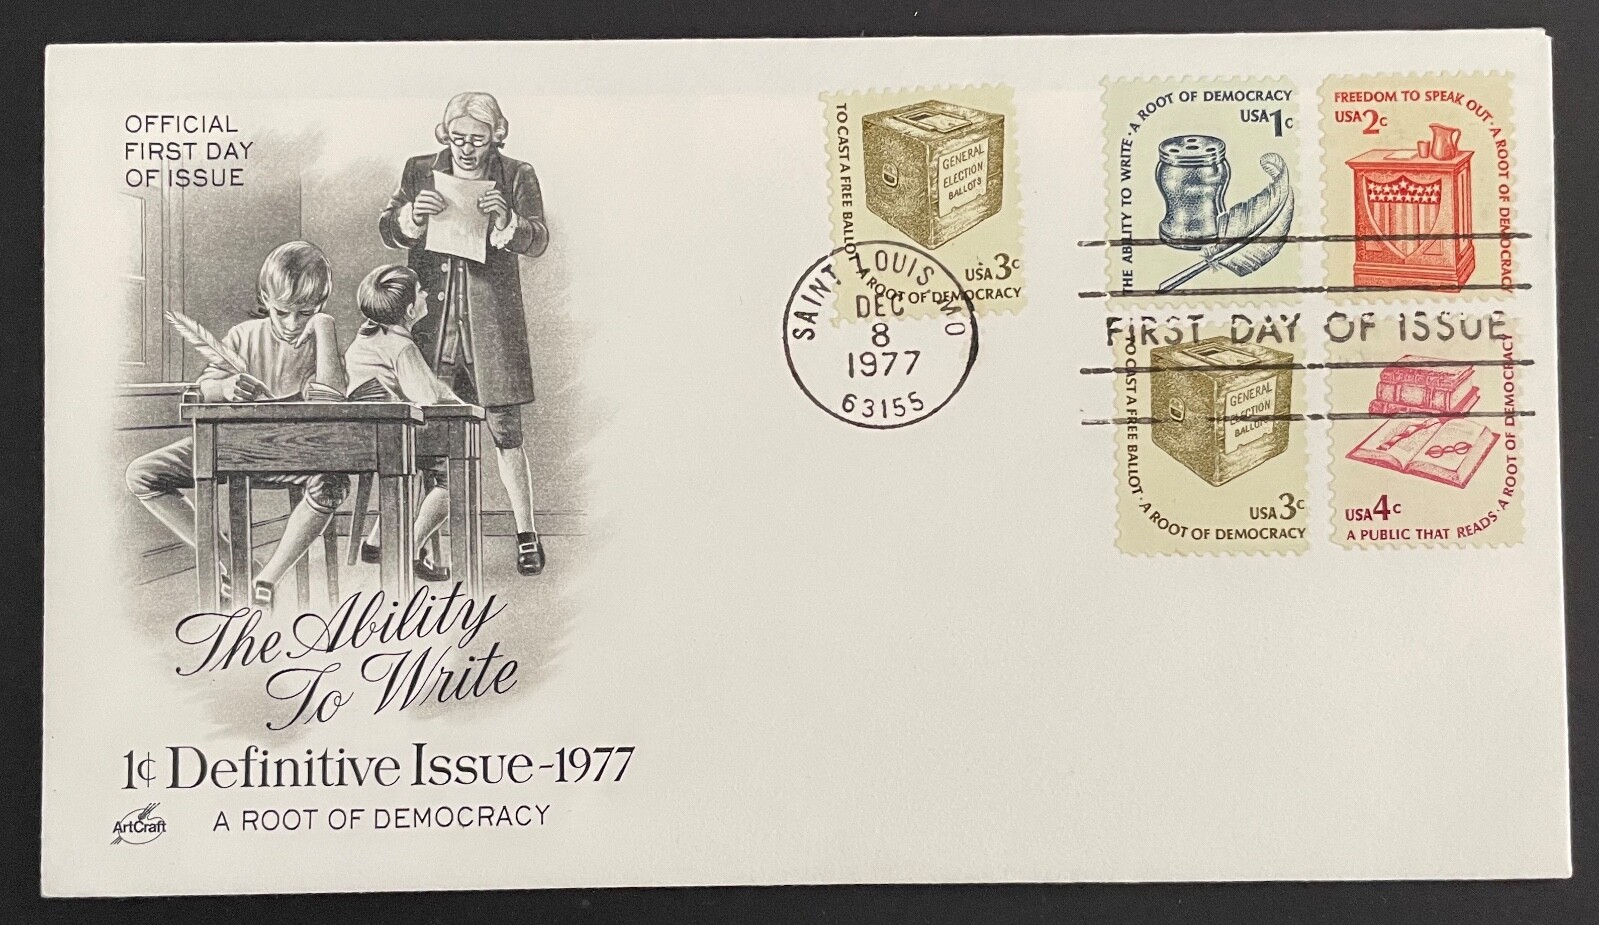 OFFICIAL
FIRST DAY
OF ISSUE
The Ability
To Write
1¢ Definitive Issue-1977
A ROOT OF DEMOCRACY
ArtCraft
TO CAST A FREE BALLOT · A ROOT OF DEMOCRACY
GENERAL
ELECTION
BALLOTS
USA 3c
SAINT LOUIS, MO
DEC
8
1977
63155
THE ABILITY TO WRITE · A ROOT OF DEMOCRACY
USA 1c
FREEDOM TO SPEAK OUT · A ROOT OF DEMOCRACY
USA 2c
FIRST DAY OF ISSUE
TO CAST A FREE BALLOT · A ROOT OF DEMOCRACY
GENERAL
ELECTION
BALLOTS
USA 3c
USA 4c
A PUBLIC THAT READS · A ROOT OF DEMOCRACY